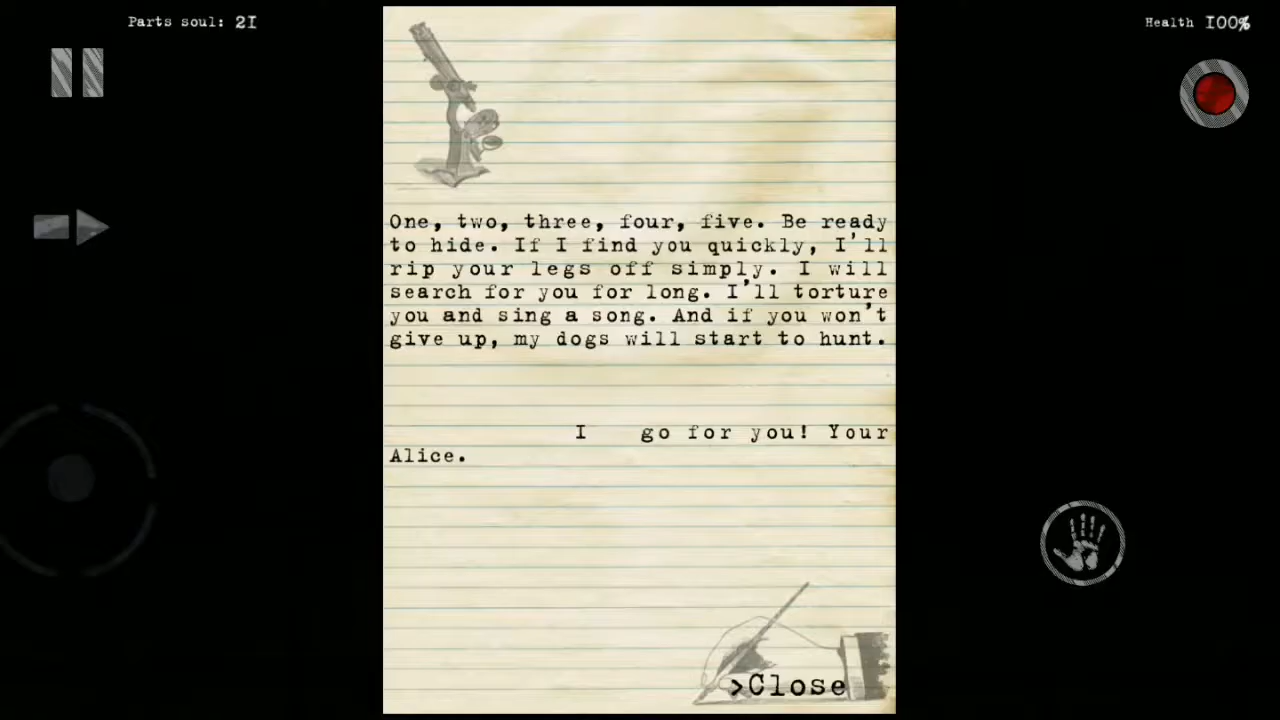 Parts soul: 21
Health 100%
One, two, three, four, five. Be ready
to hide. If I find you quickly, I'll
rip your legs off simply. I will
search for you for long. I'll torture
you and sing a song. And if you won't
give up, my dogs will start to hunt.
I go for you! Your
Alice.
>Close